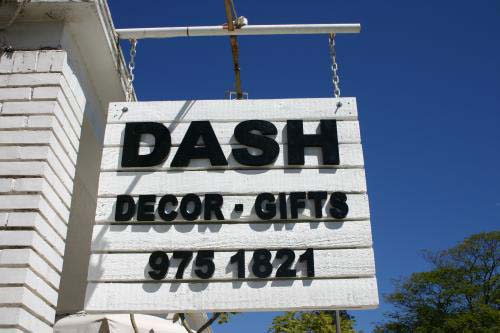 DASH
DECOR · GIFTS
975 1821